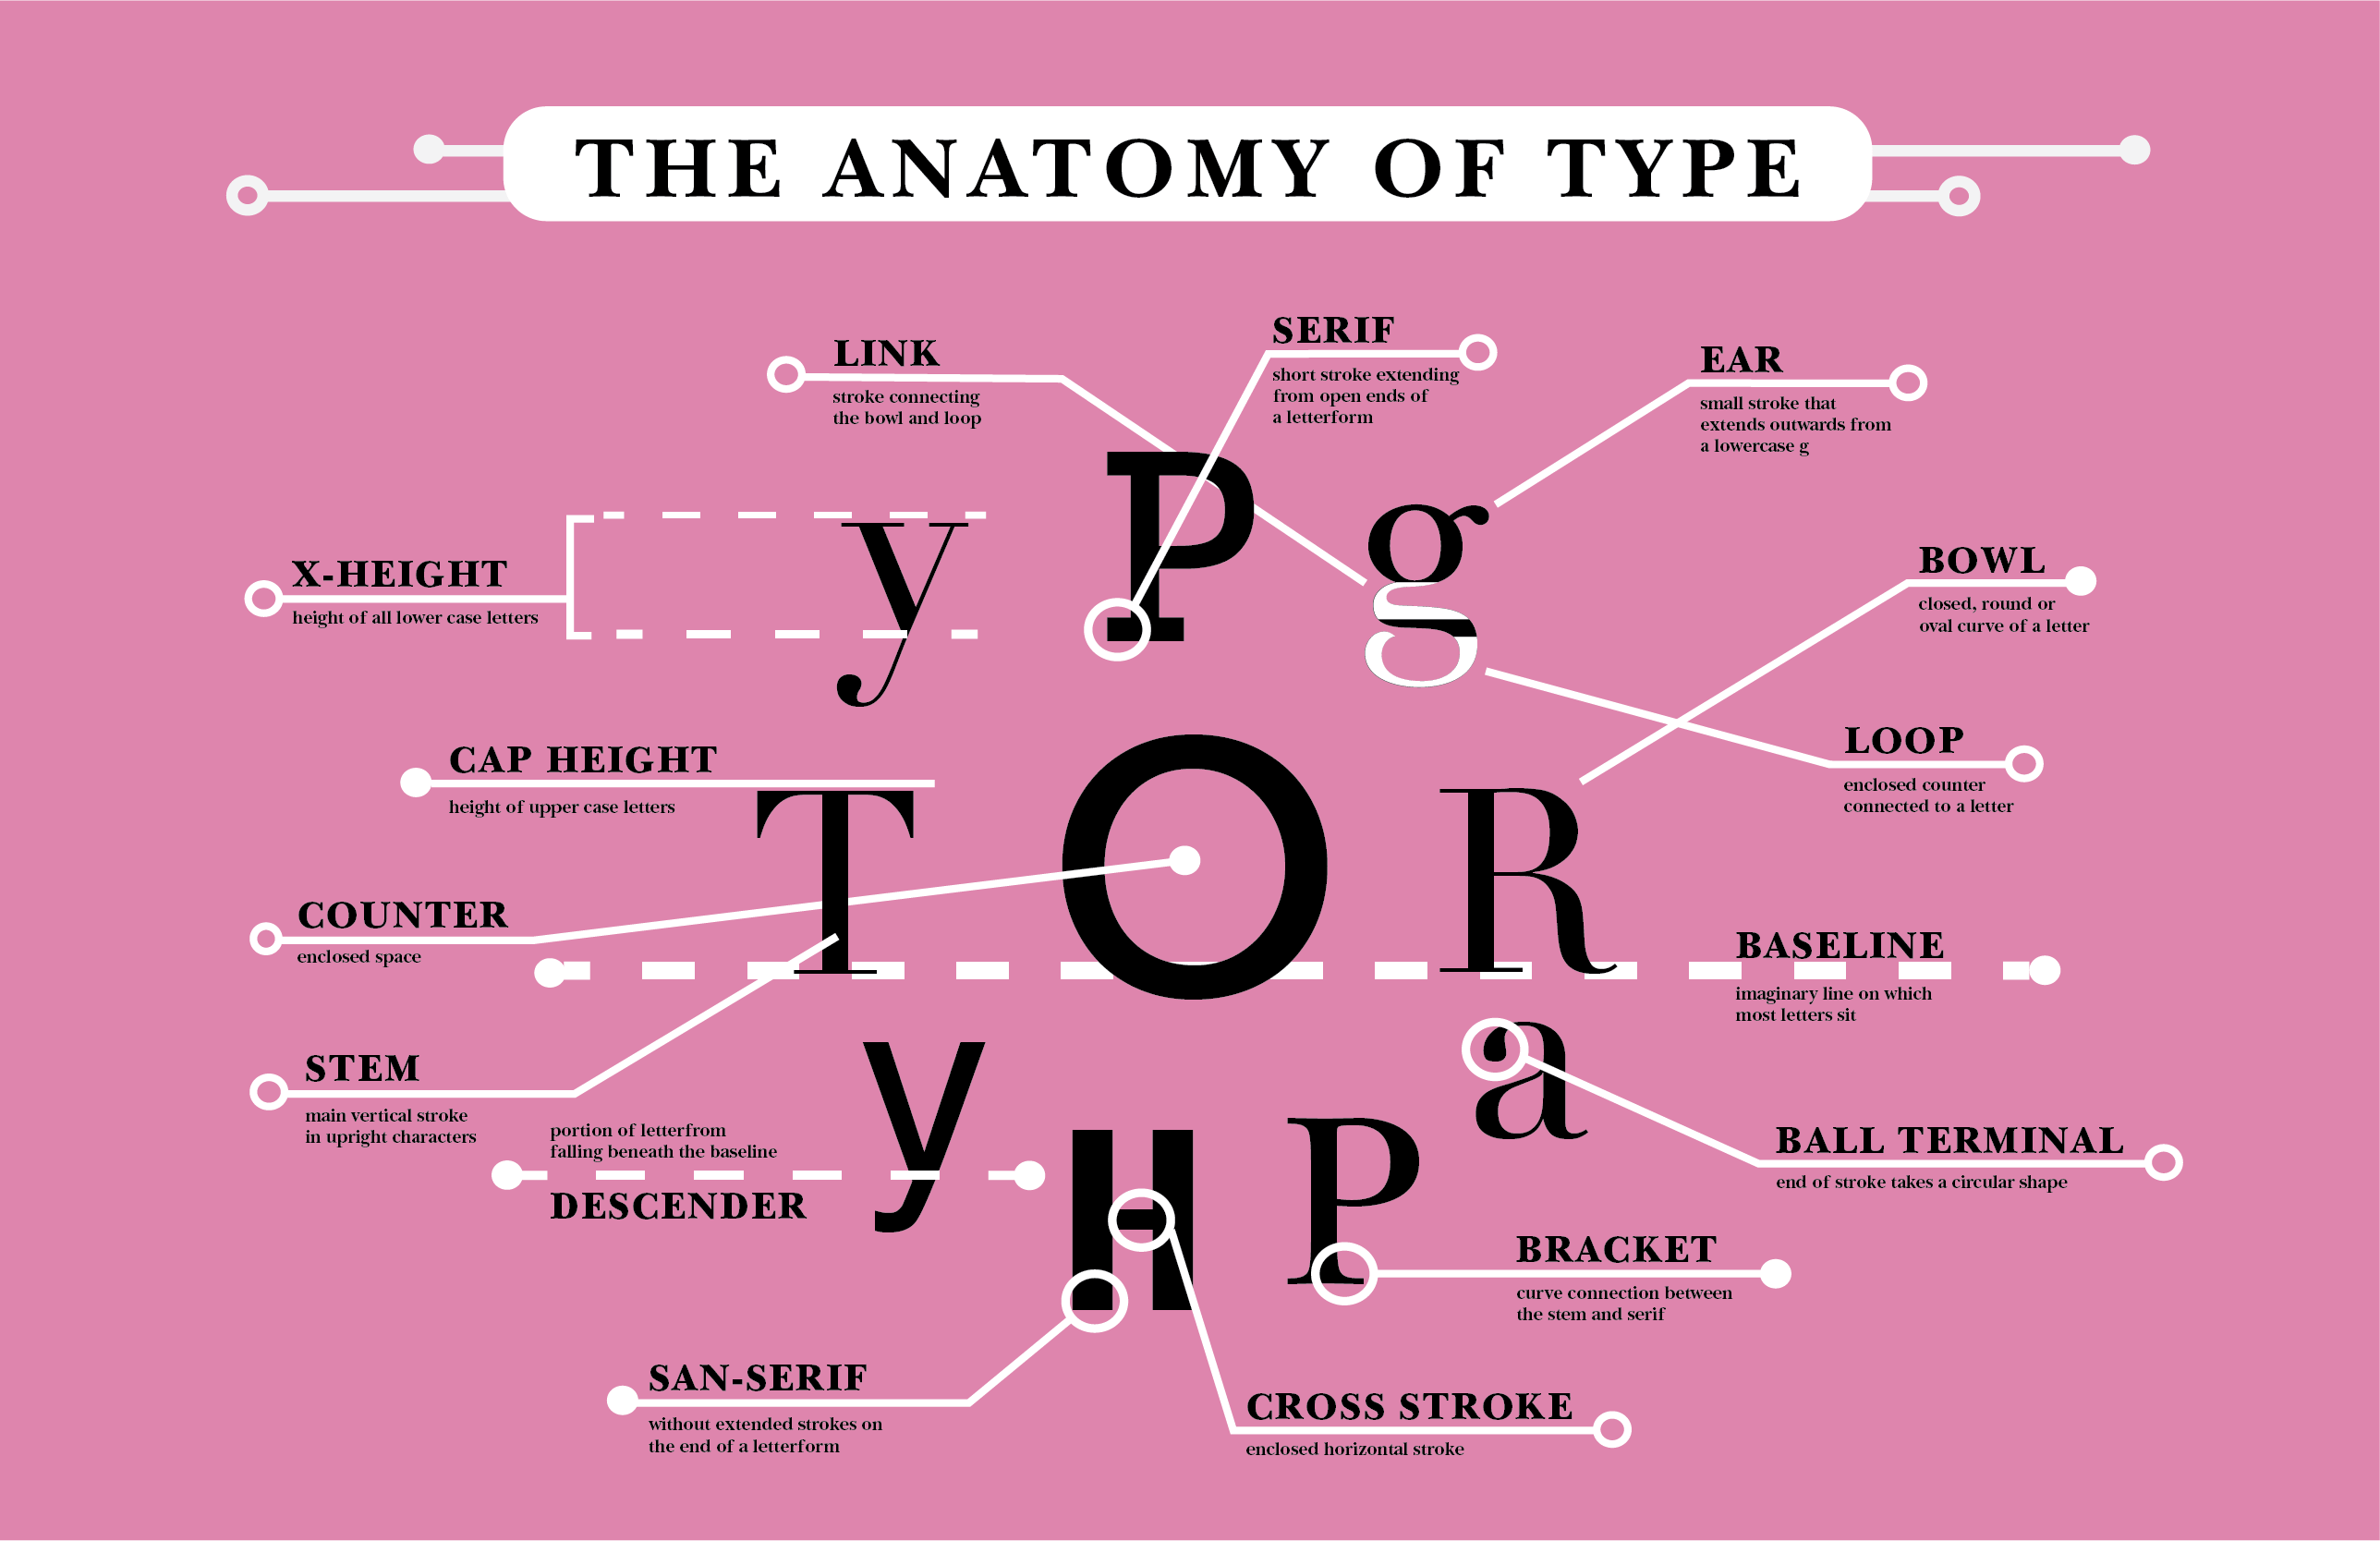 THE ANATOMY OF TYPE
LINK
stroke connecting
the bowl and loop
SERIF
short stroke extending
from open ends of
a letterform
EAR
small stroke that
extends outwards from
a lowercase g
y P g
X-HEIGHT
height of all lower case letters
BOWL
closed, round or
oval curve of a letter
CAP HEIGHT
height of upper case letters
LOOP
enclosed counter
connected to a letter
T O R
COUNTER
enclosed space
BASELINE
imaginary line on which
most letters sit
STEM
main vertical stroke
in upright characters
portion of letterfrom
falling beneath the baseline
DESCENDER
y H P a
BALL TERMINAL
end of stroke takes a circular shape
BRACKET
curve connection between
the stem and serif
SAN-SERIF
without extended strokes on
the end of a letterform
CROSS STROKE
enclosed horizontal stroke